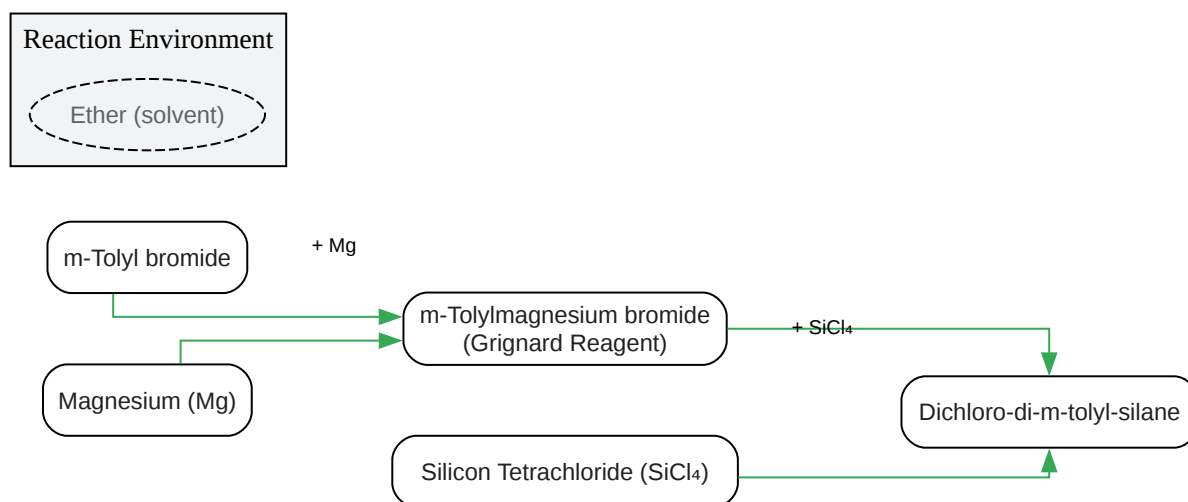 Reaction Environment
Ether (solvent)
m-Tolyl bromide
+ Mg
m-Tolylmagnesium bromide
(Grignard Reagent)
+ SiCl₄
Magnesium (Mg)
Dichloro-di-m-tolyl-silane
Silicon Tetrachloride (SiCl₄)